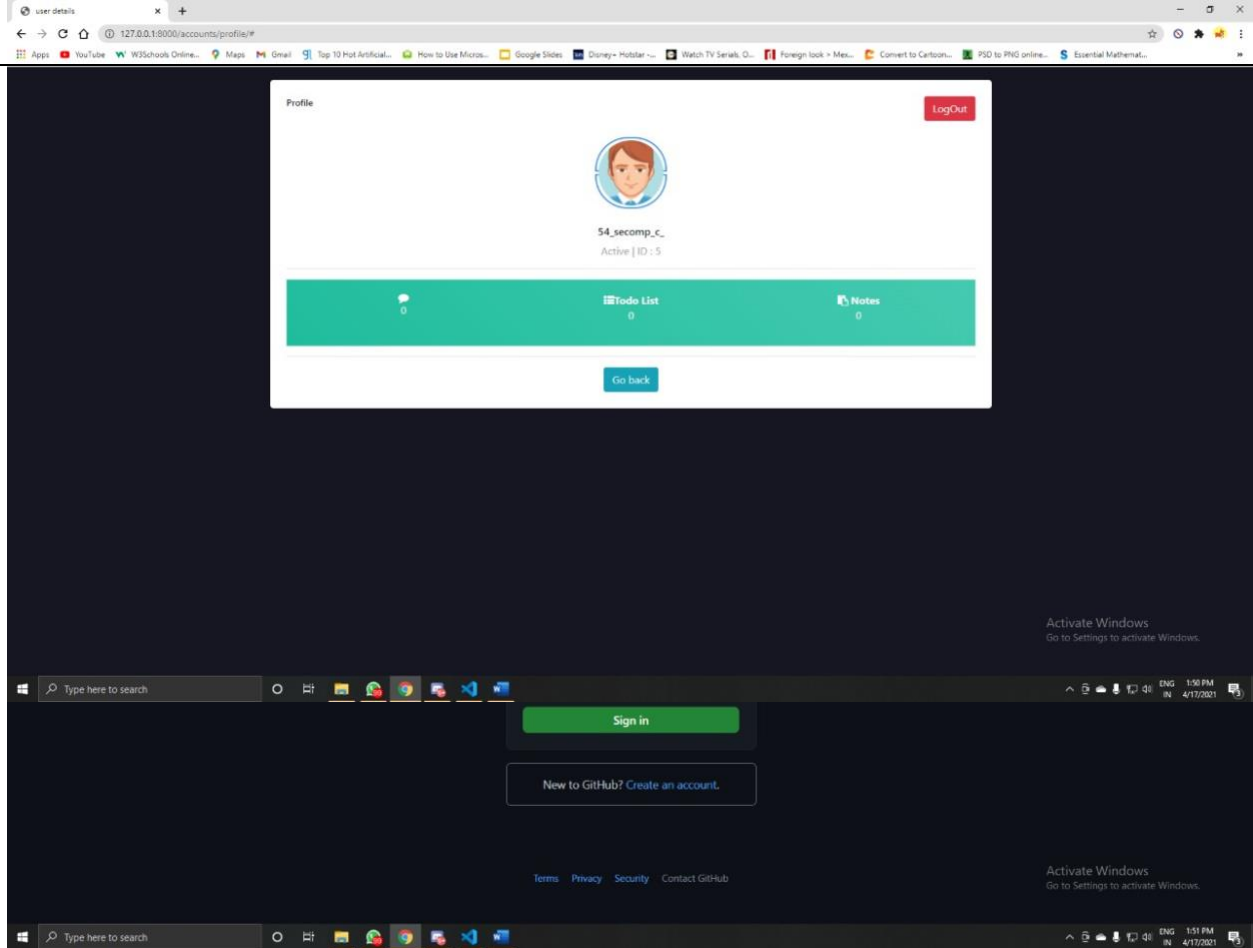 user details
127.0.0.1:8000/accounts/profile/#
Apps YouTube W3Schools Online... Maps Gmail Top 10 Hot Artificial... How to Use Micros... Google Slides Disney+ Hotstar -... Watch TV Serials, O... Foreign look > Mex... Convert to Cartoon... PSD to PNG online... Essential Mathemat... »
Profile
LogOut
54_secomp_c_
Active | ID : 5
Todo List Notes
0 0 0
Go back
Activate Windows
Go to Settings to activate Windows.
Type here to search ENG 1:50 PM
IN 4/17/2021
Sign in
New to GitHub? Create an account.
Terms Privacy Security Contact GitHub
Activate Windows
Go to Settings to activate Windows.
Type here to search ENG 1:51 PM
IN 4/17/2021